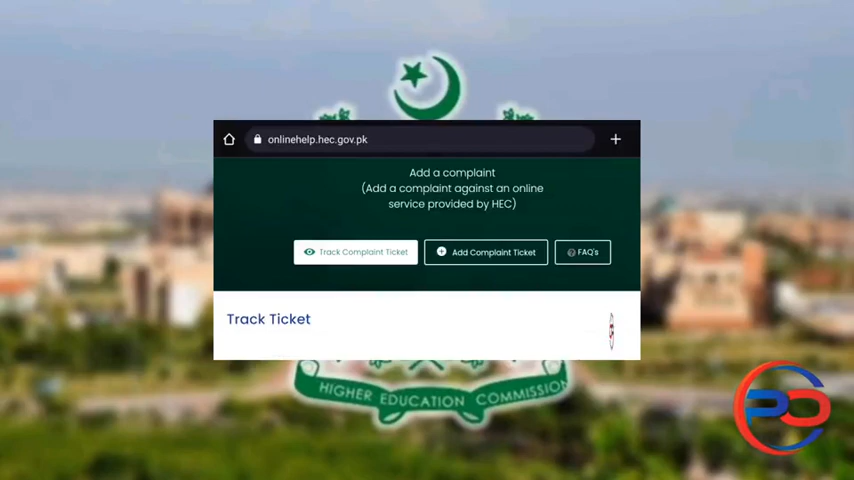 onlinehelp.hec.gov.pk
Add a complaint
(Add a complaint against an online
service provided by HEC)
Track Complaint Ticket
Add Complaint Ticket
FAQ's
Track Ticket
HIGHER EDUCATION COMMISSION